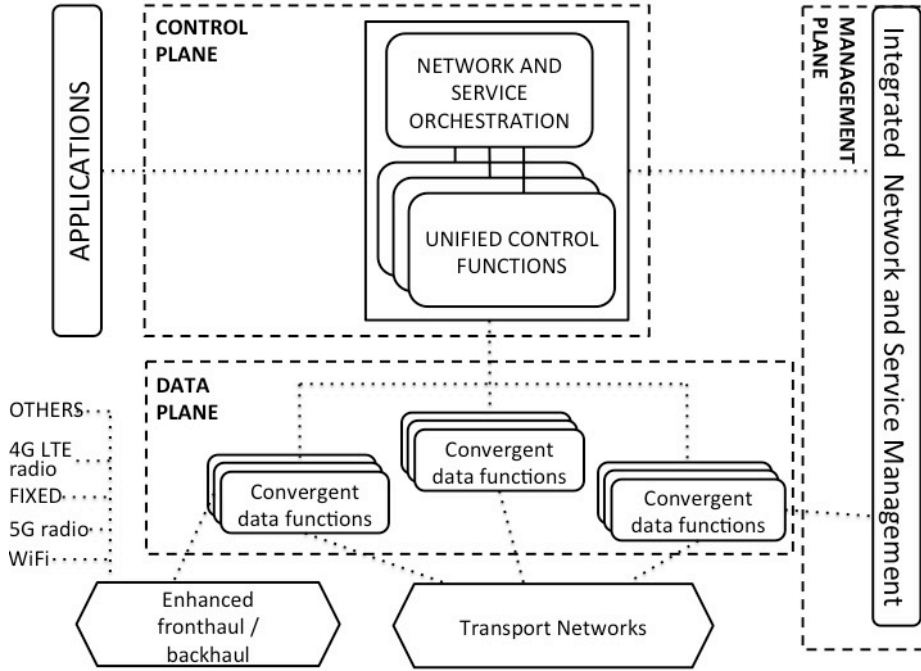 APPLICATIONS
CONTROL
PLANE
NETWORK AND
SERVICE
ORCHESTRATION
UNIFIED CONTROL
FUNCTIONS
MANAGEMENT
PLANE
Integrated Network and Service Management
DATA
PLANE
Convergent
data functions
Convergent
data functions
Convergent
data functions
OTHERS
4G LTE
radio
FIXED
5G radio
WiFi
Enhanced
fronthaul /
backhaul
Transport Networks